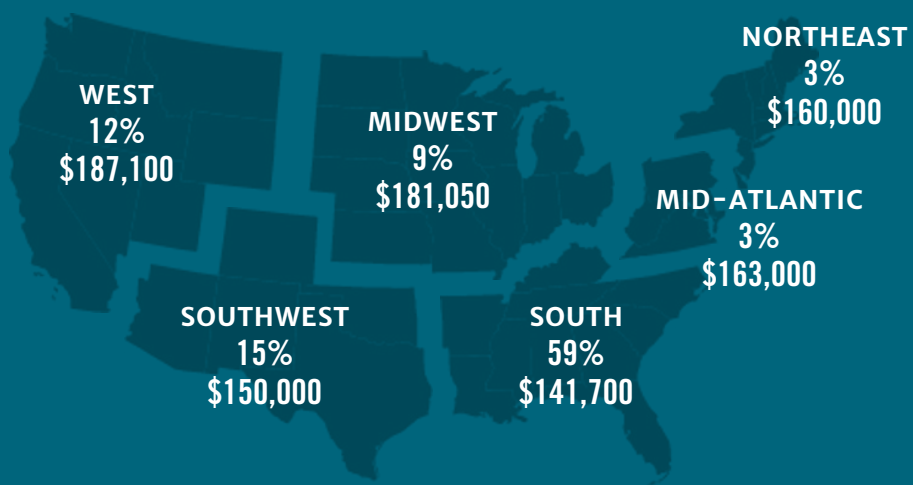 NORTHEAST
3%
$160,000
WEST
12%
$187,100
MIDWEST
9%
$181,050
MID-ATLANTIC
3%
$163,000
SOUTHWEST
15%
$150,000
SOUTH
59%
$141,700